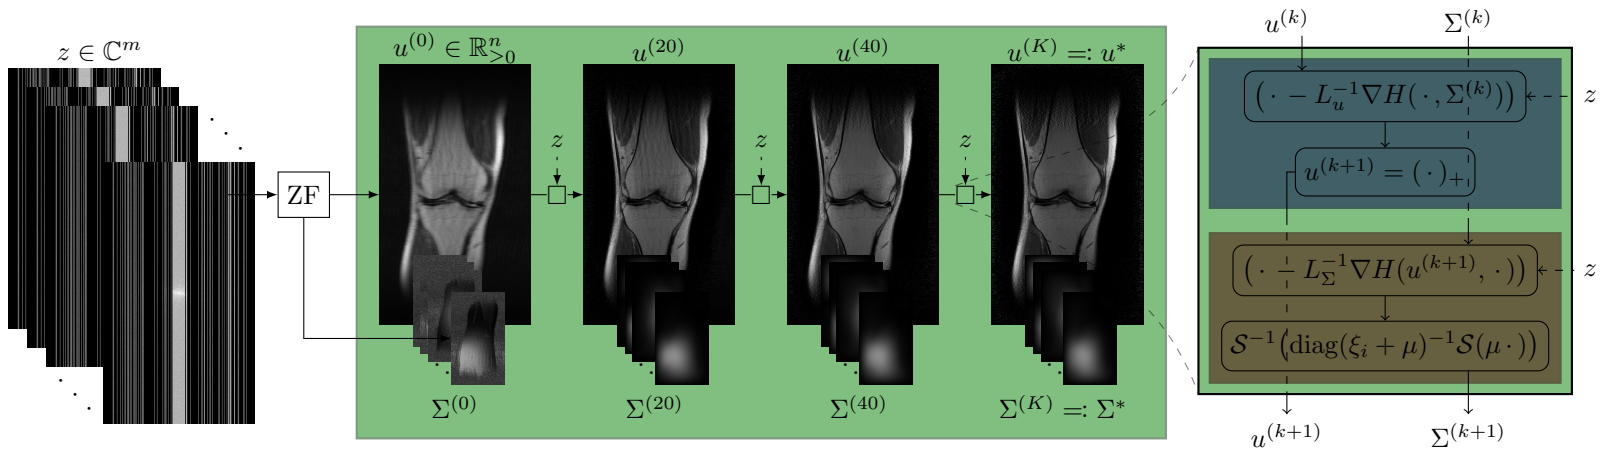 z ∈ ℂ^m
ZF
u^(0) ∈ ℝ^n_{>0}
u^(20)
u^(40)
u^(K) =: u^*
z
z
z
Σ^(0)
Σ^(20)
Σ^(40)
Σ^(K) =: Σ^*
u^(k)
Σ^(k)
( · − L_u^{-1} ∇H( · , Σ^(k)))
z
u^(k+1) = ( · )_+
( · − L_Σ^{-1} ∇H(u^(k+1), · ))
z
𝒮^{-1}(diag(ξ_i + μ)^{-1} 𝒮(μ · ))
u^(k+1)
Σ^(k+1)